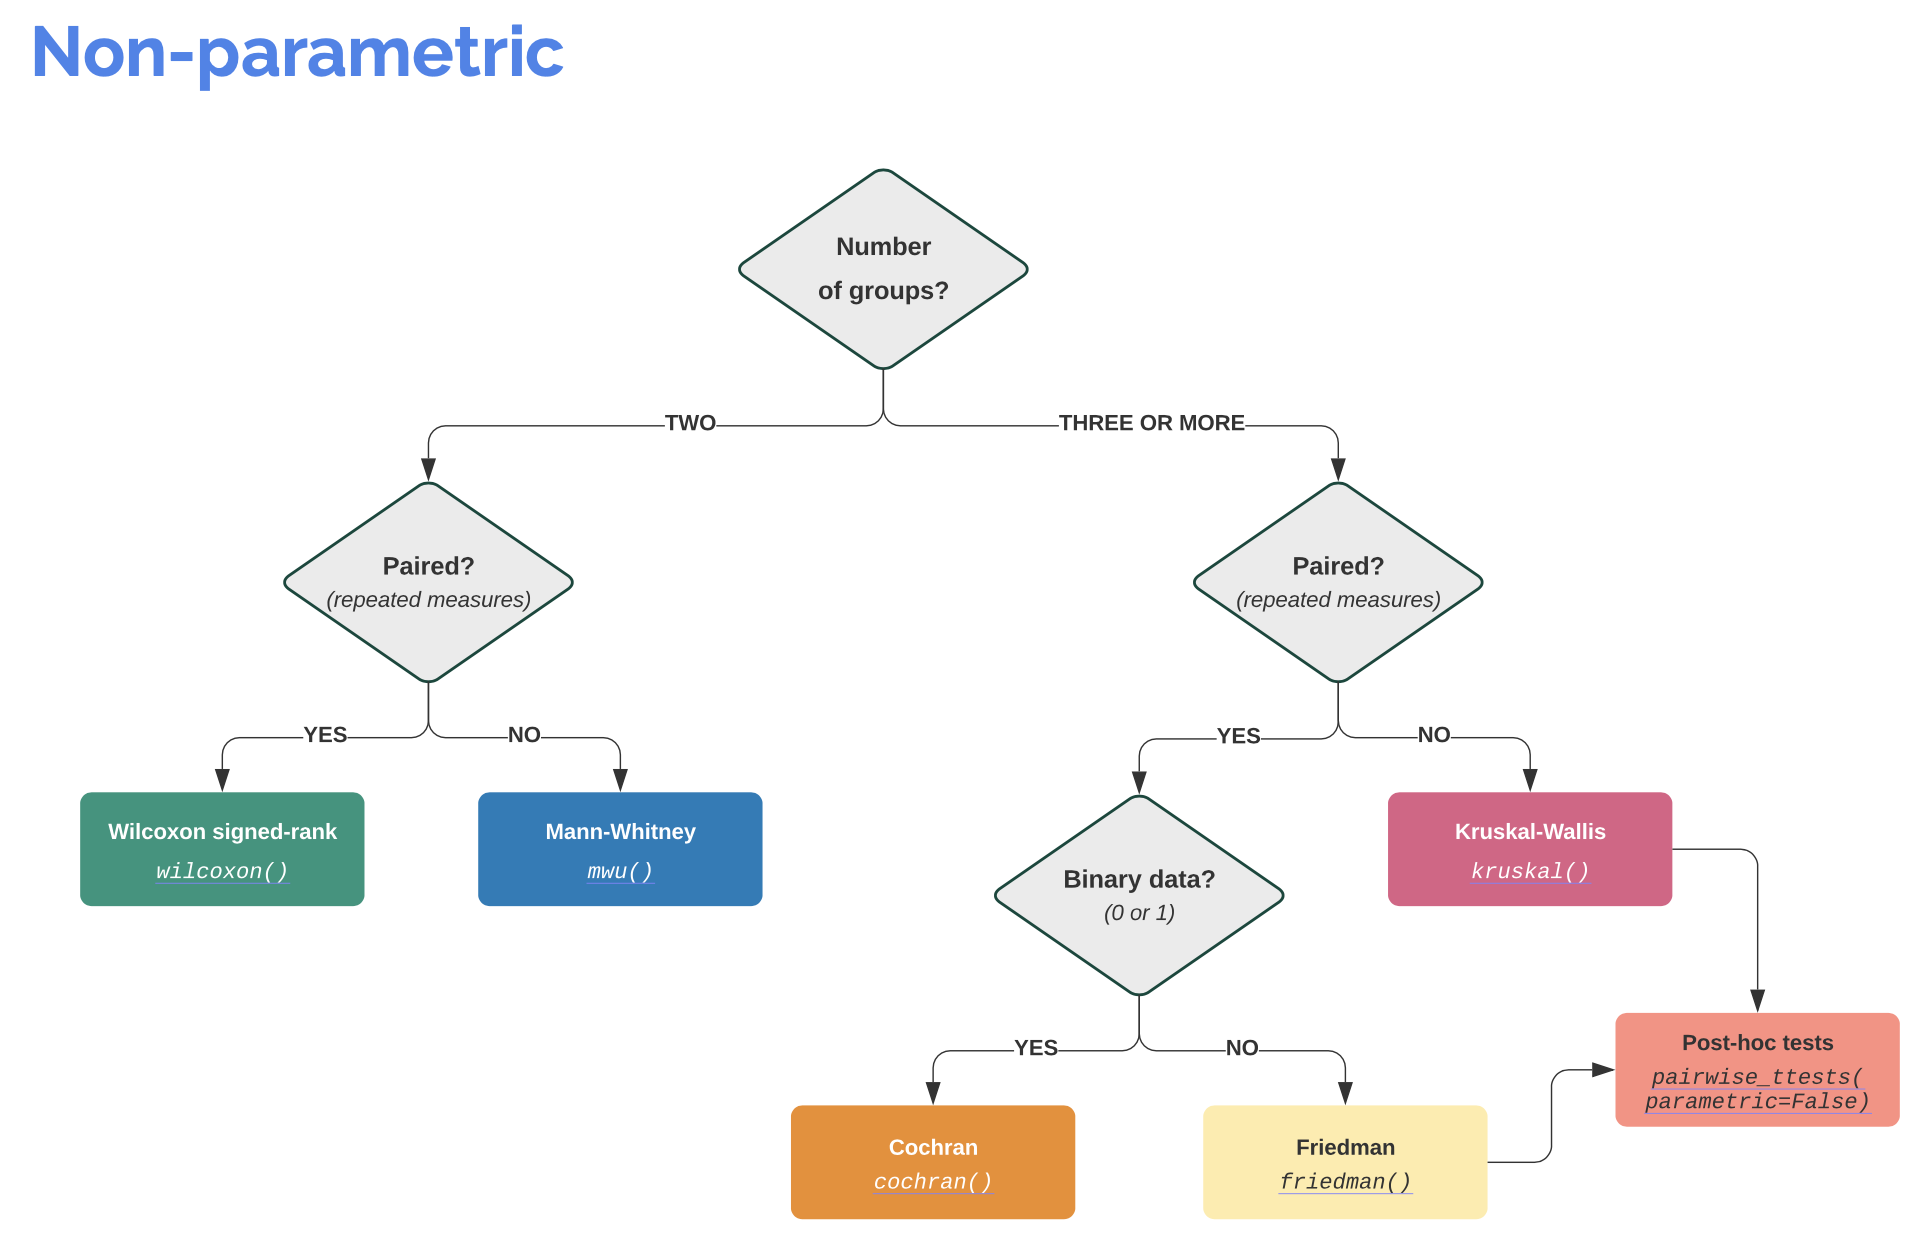 Non-parametric
Number
of groups?
TWO
THREE OR MORE
Paired?
(repeated measures)
Paired?
(repeated measures)
YES
NO
YES
NO
Wilcoxon signed-rank
wilcoxon()
Mann-Whitney
mwu()
Binary data?
(0 or 1)
Kruskal-Wallis
kruskal()
YES
NO
Post-hoc tests
pairwise_ttests(
parametric=False)
Cochran
cochran()
Friedman
friedman()